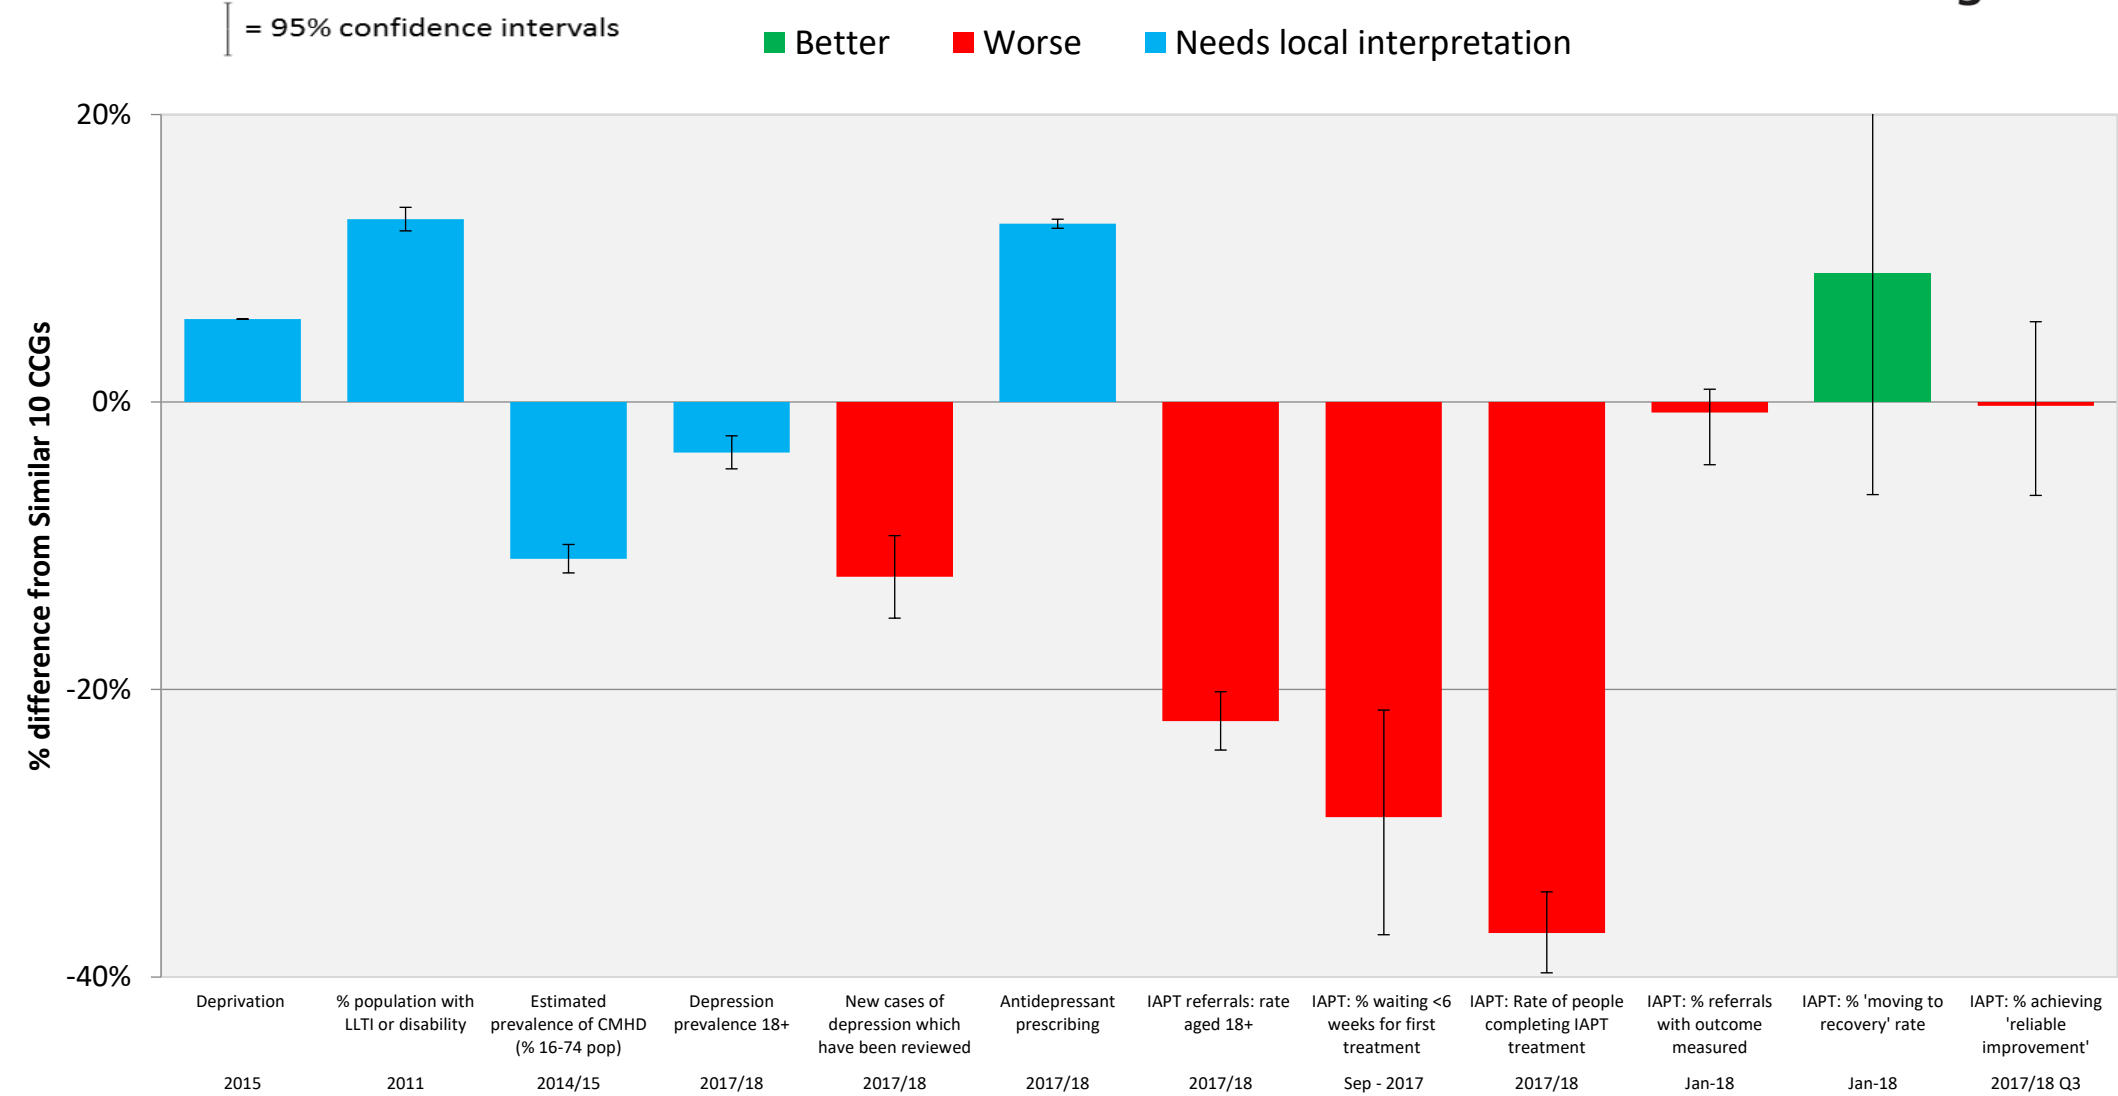 = 95% confidence intervals
Better
Worse
Needs local interpretation
% difference from Similar 10 CCGs
20%
0%
-20%
-40%
Deprivation
2015
% population with
LLTI or disability
2011
Estimated
prevalence of CMHD
(% 16-74 pop)
2014/15
Depression
prevalence 18+
2017/18
New cases of
depression which
have been reviewed
2017/18
Antidepressant
prescribing
2017/18
IAPT referrals: rate
aged 18+
2017/18
IAPT: % waiting <6
weeks for first
treatment
Sep - 2017
IAPT: Rate of people
completing IAPT
treatment
2017/18
IAPT: % referrals
with outcome
measured
Jan-18
IAPT: % 'moving to
recovery' rate
Jan-18
IAPT: % achieving
'reliable
improvement'
2017/18 Q3